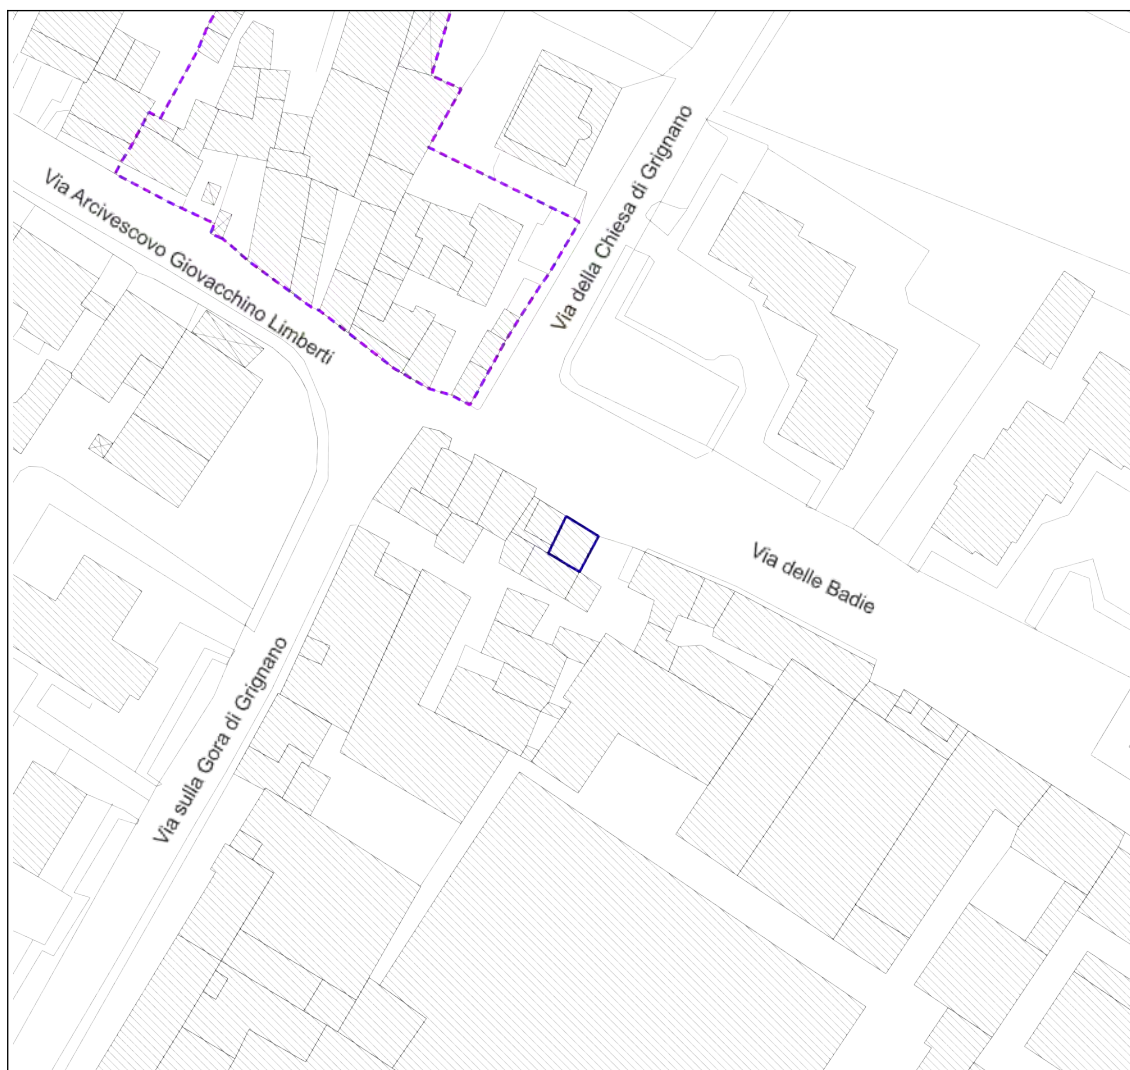 Via della Chiesa di Grignano
Via Arcivescovo Giovacchino Limberti
Via delle Badie
Via sulla Gora di Grignano